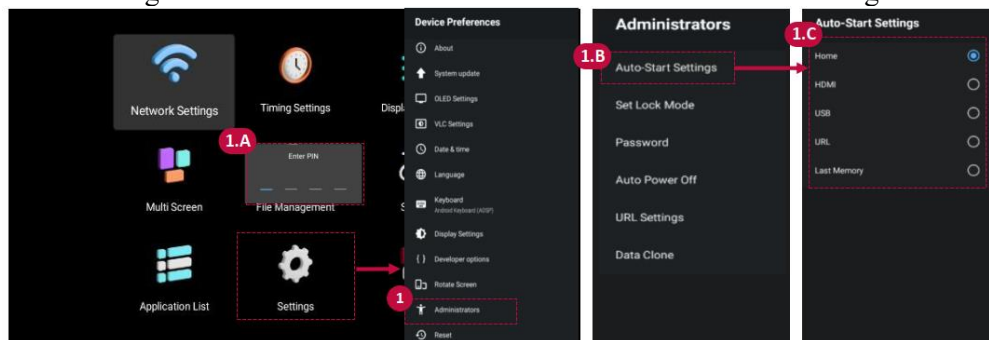 Network Settings
Timing Settings
Displ
1.A
Enter PIN
Multi Screen
File Management
S
Application List
Settings
Device Preferences
About
System update
OLED Settings
VLC Settings
Date & time
Language
Keyboard
Android Keyboard (AOSP)
Display Settings
{ } Developer options
Rotate Screen
1
Administrators
Reset
Administrators
1.B
Auto-Start Settings
Set Lock Mode
Password
Auto Power Off
URL Settings
Data Clone
Auto-Start Settings
1.C
Home
HDMI
USB
URL
Last Memory